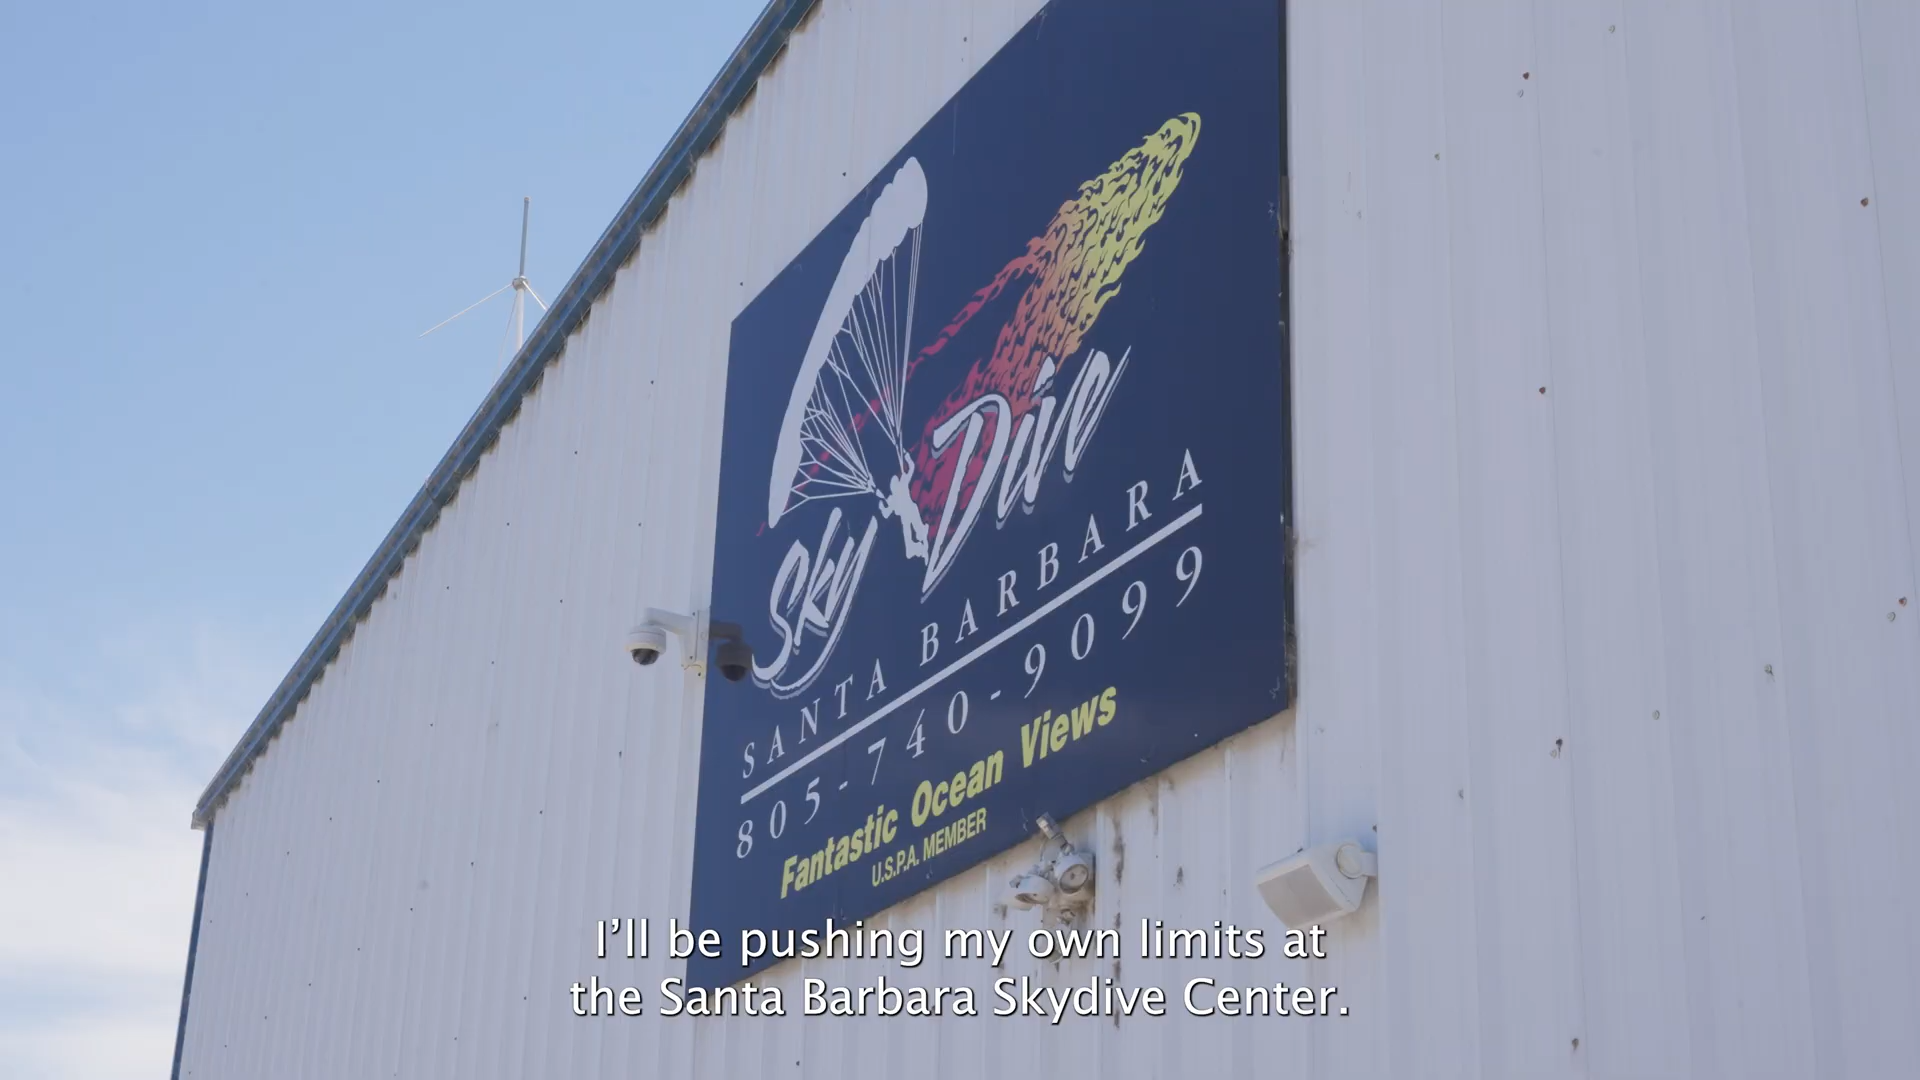 Sky Dive
SANTA BARBARA
805-740-9099
Fantastic Ocean Views
U.S.P.A. MEMBER
I’ll be pushing my own limits at
the Santa Barbara Skydive Center.